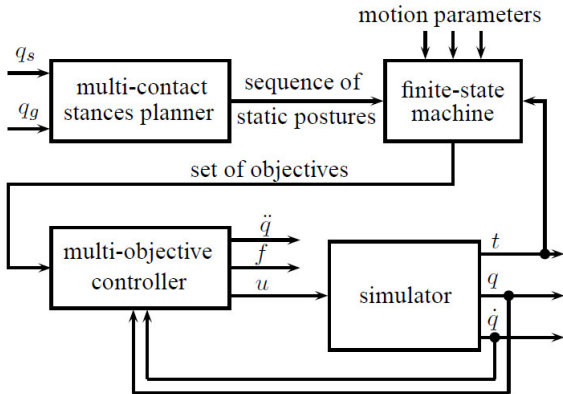 motion parameters
q_s
q_g
multi-contact
stances planner
sequence of
static postures
finite-state
machine
set of objectives
multi-objective
controller
q̈
f
u
simulator
t
q
q̇